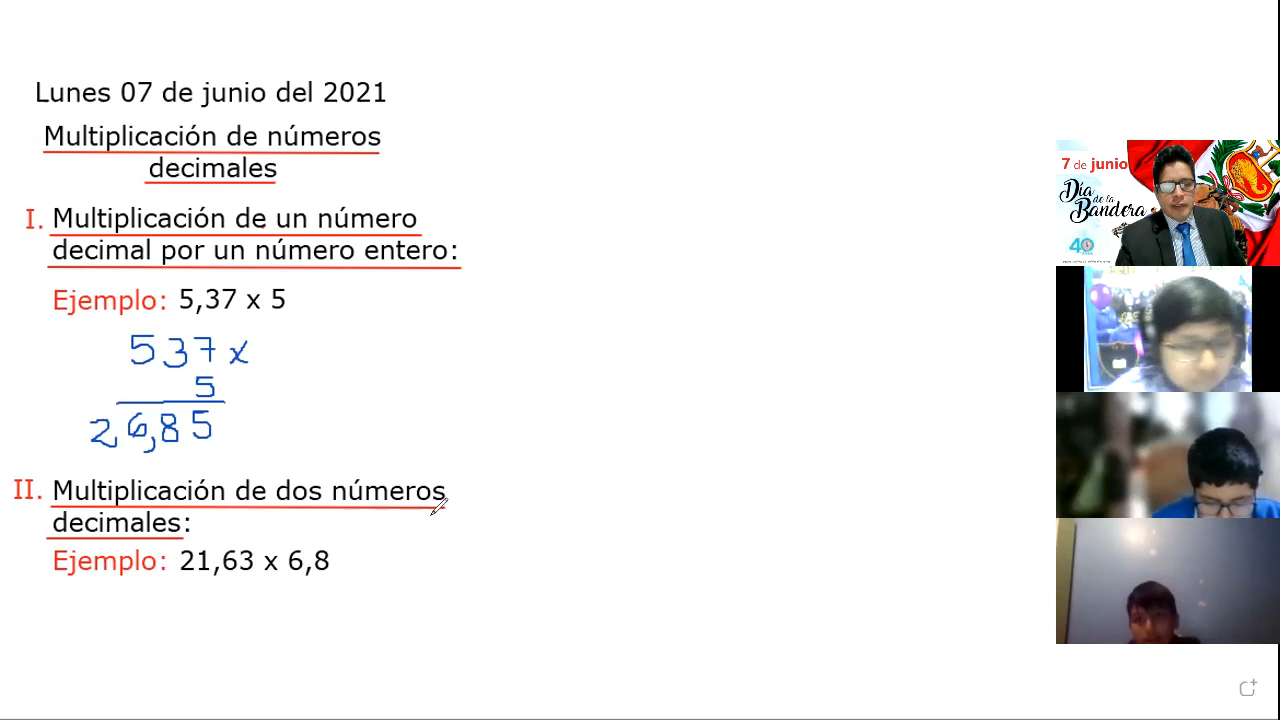 Lunes 07 de junio del 2021
Multiplicación de números
decimales
I. Multiplicación de un número
decimal por un número entero:
Ejemplo: 5,37 x 5
537 x
5
26,85
II. Multiplicación de dos números
decimales:
Ejemplo: 21,63 x 6,8
7 de junio
Día
de la
Bandera
40